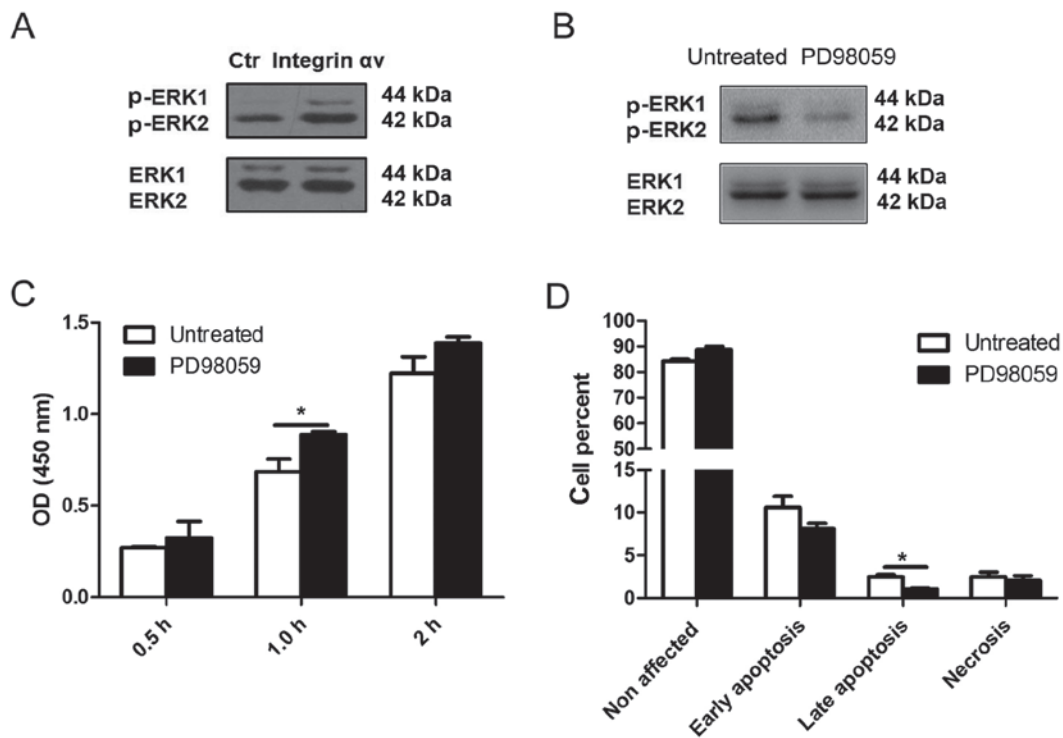 A
Ctr Integrin αv
p-ERK1 44 kDa
p-ERK2 42 kDa
ERK1 44 kDa
ERK2 42 kDa
B
Untreated PD98059
p-ERK1 44 kDa
p-ERK2 42 kDa
ERK1 44 kDa
ERK2 42 kDa
C
Untreated
PD98059
OD (450 nm)
1.5
1.0
0.5
0.0
*
0.5 h
1.0 h
2 h
D
Untreated
PD98059
Cell percent
100
90
80
70
60
50
15
10
5
0
*
Non affected
Early apoptosis
Late apoptosis
Necrosis